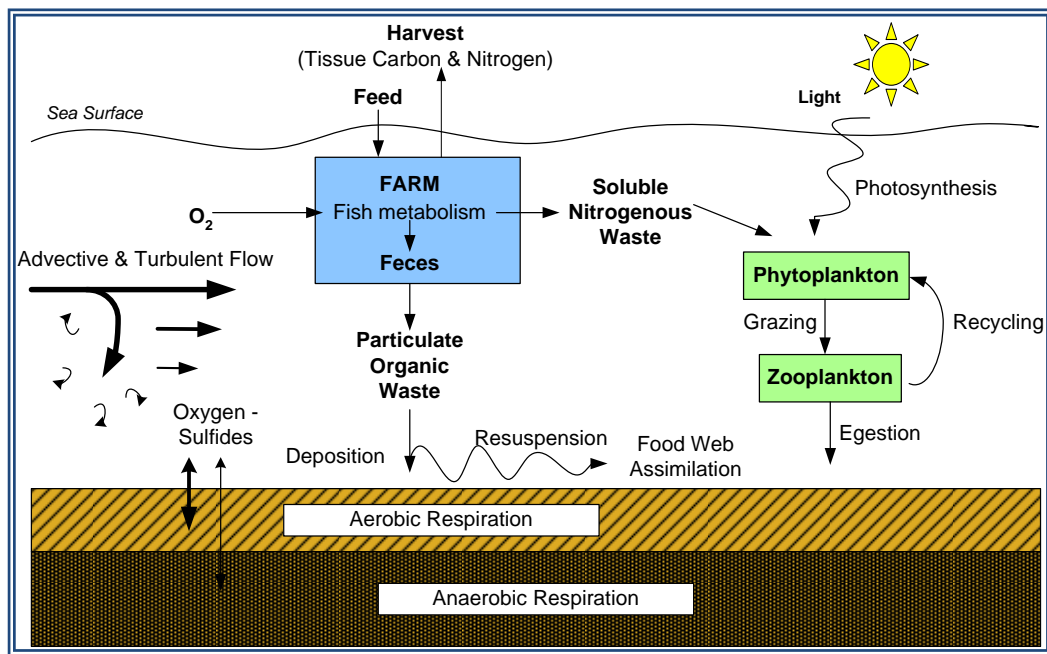 Harvest
(Tissue Carbon & Nitrogen)
Feed
Light
Sea Surface
FARM
Fish metabolism
Feces
O₂
Soluble
Nitrogenous
Waste
Photosynthesis
Advective & Turbulent Flow
Phytoplankton
Grazing
Recycling
Zooplankton
Particulate
Organic
Waste
Egestion
Oxygen -
Sulfides
Deposition
Resuspension
Food Web
Assimilation
Aerobic Respiration
Anaerobic Respiration